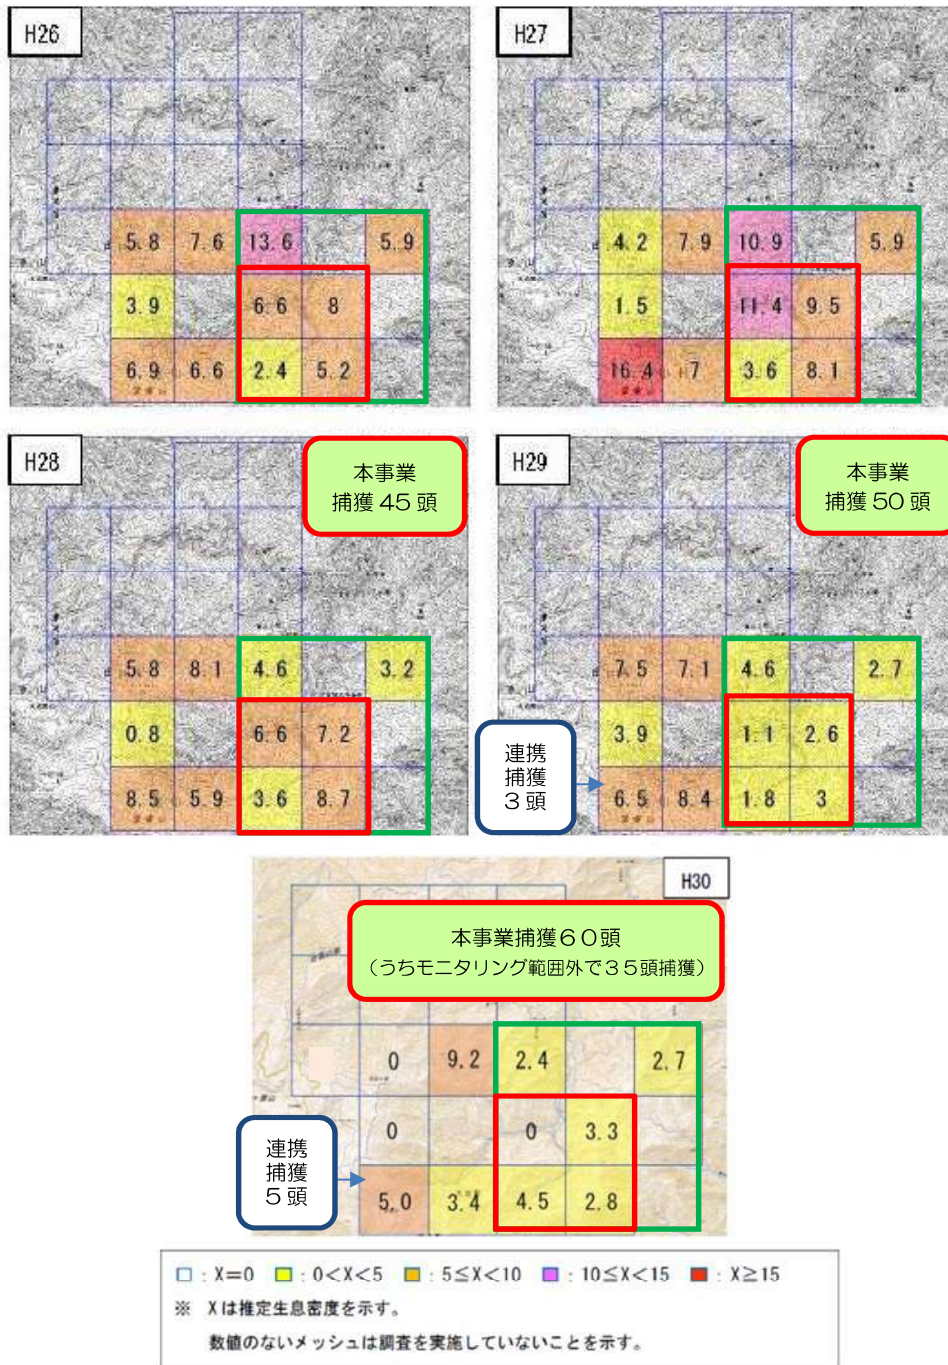 H26
5.8 7.6 13.6 5.9
3.9 6.6 8
6.9 6.6 2.4 5.2
H27
4.2 7.9 10.9 5.9
1.5 11.4 9.5
16.4 7 3.6 8.1
H28
本事業
捕獲45頭
5.8 8.1 4.6 3.2
0.8 6.6 7.2
8.5 5.9 3.6 8.7
H29
本事業
捕獲50頭
7.5 7.1 4.6 2.7
3.9 1.1 2.6
6.5 8.4 1.8 3
連携
捕獲
3頭
H30
本事業捕獲60頭
(うちモニタリング範囲外で35頭捕獲)
0 9.2 2.4 2.7
0 0 3.3
5.0 3.4 4.5 2.8
連携
捕獲
5頭
□:X=0 □:0<X<5 □:5≦X<10 □:10≦X<15 ■:X≧15
※ Xは推定生息密度を示す。
数値のないメッシュは調査を実施していないことを示す。